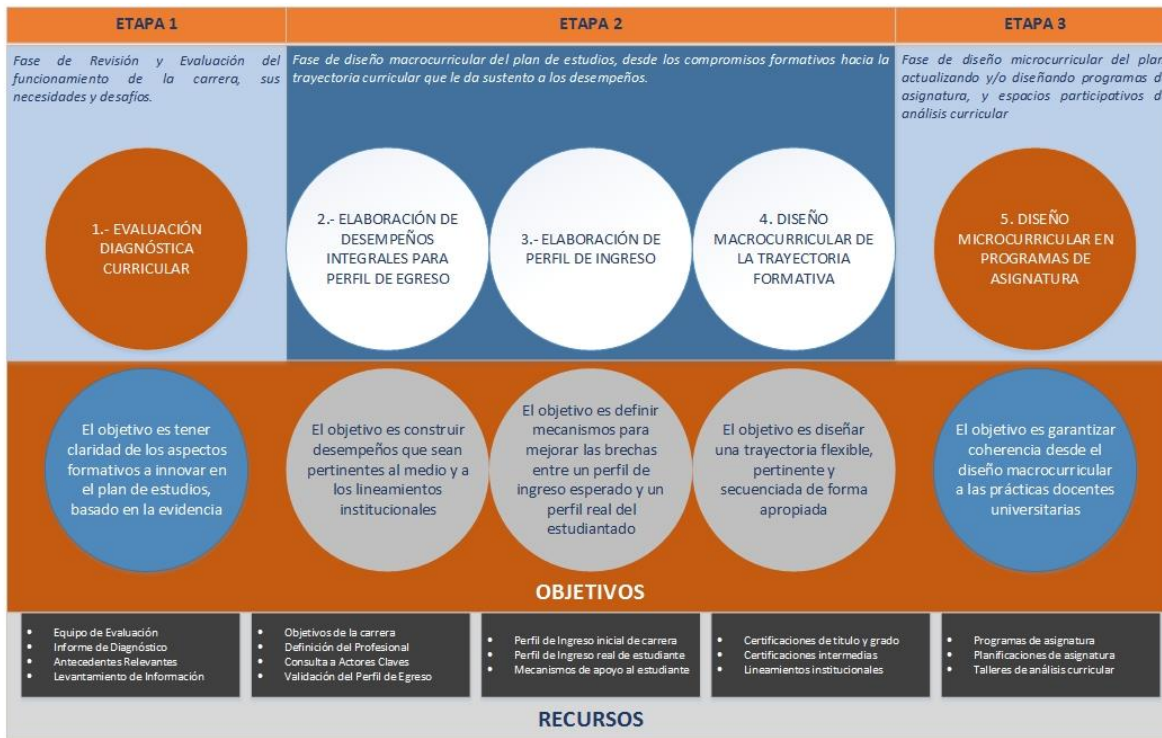 ETAPA 1
ETAPA 2
ETAPA 3
Fase de Revisión y Evaluación del
funcionamiento de la carrera, sus
necesidades y desafíos.
Fase de diseño macrocurricular del plan de estudios, desde los compromisos formativos hacia la
trayectoria curricular que le da sustento a los desempeños.
Fase de diseño microcurricular del plan
actualizando y/o diseñando programas d
asignatura, y espacios participativos d
análisis curricular
1.- EVALUACIÓN
DIAGNÓSTICA
CURRICULAR
2.- ELABORACIÓN DE
DESEMPEÑOS
INTEGRALES PARA
PERFIL DE EGRESO
3.- ELABORACIÓN DE
PERFIL DE INGRESO
4. DISEÑO
MACROCURRICULAR DE
LA TRAYECTORIA
FORMATIVA
5. DISEÑO
MICROCURRICULAR EN
PROGRAMAS DE
ASIGNATURA
El objetivo es tener
claridad de los aspectos
formativos a innovar en
el plan de estudios,
basado en la evidencia
El objetivo es construir
desempeños que sean
pertinentes al medio y a
los lineamientos
institucionales
El objetivo es definir
mecanismos para
mejorar las brechas
entre un perfil de
ingreso esperado y un
perfil real del
estudiantado
El objetivo es diseñar
una trayectoria flexible,
pertinente y
secuenciada de forma
apropiada
El objetivo es garantizar
coherencia desde el
diseño macrocurricular
a las prácticas docentes
universitarias
OBJETIVOS
• Equipo de Evaluación
• Informe de Diagnóstico
• Antecedentes Relevantes
• Levantamiento de Información
• Objetivos de la carrera
• Definición del Profesional
• Consulta a Actores Claves
• Validación del Perfil de Egreso
• Perfil de Ingreso inicial de carrera
• Perfil de Ingreso real de estudiante
• Mecanismos de apoyo al estudiante
• Certificaciones de título y grado
• Certificaciones intermedias
• Lineamientos institucionales
• Programas de asignatura
• Planificaciones de asignatura
• Talleres de análisis curricular
RECURSOS